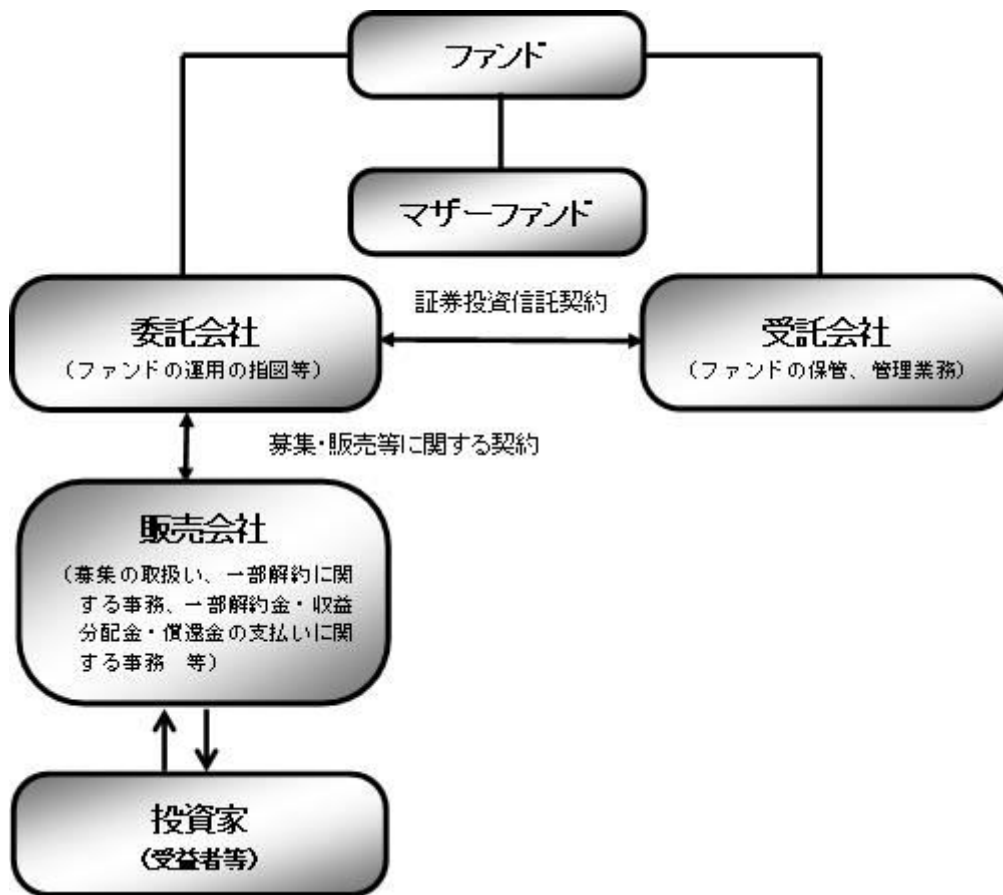 ファンド
マザーファンド
証券投資信託契約
委託会社
（ファンドの運用の指図等）
受託会社
（ファンドの保管、管理業務）
募集・販売等に関する契約
販売会社
（募集の取扱い、一部解約に関
する事務、一部解約金・収益
分配金・償還金の支払いに関
する事務　等）
投資家
（受益者等）